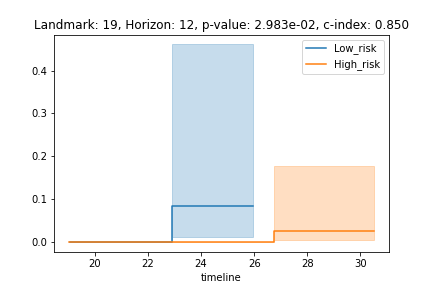 Landmark: 19, Horizon: 12, p-value: 2.983e-02, c-index: 0.850
Low_risk
High_risk
0.4
0.3
0.2
0.1
0.0
20 22 24 26 28 30
timeline